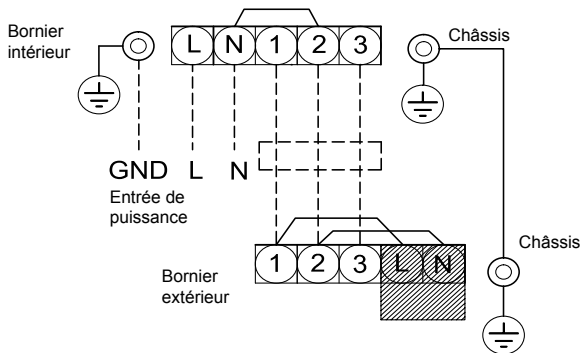 Bornier
intérieur
L N 1 2 3
Châssis
GND L N
Entrée de
puissance
Châssis
1 2 3 L N
Bornier
extérieur